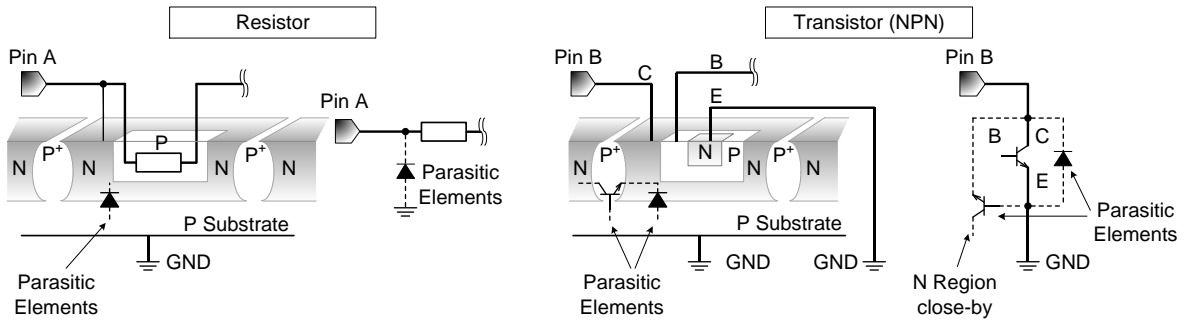 Resistor
Transistor (NPN)
Pin A
Pin B
Pin B
C
B
E
Pin A
N
P+
N
P
N
P+
N
Parasitic
Elements
N
P+
N
N
P
P+
N
B
C
E
P Substrate
GND
Parasitic
Elements
P Substrate
GND
GND
Parasitic
Elements
Parasitic
Elements
GND
N Region
close-by